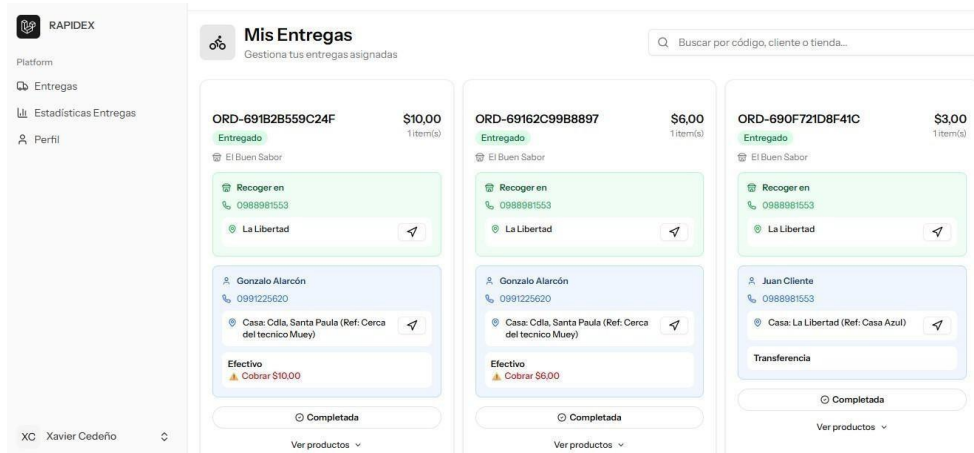 RAPIDEX
Platform
Entregas
Estadísticas Entregas
Perfil
XC Xavier Cedeño
Mis Entregas
Gestiona tus entregas asignadas
Buscar por código, cliente o tienda...
ORD-691B2B559C24F $10,00
Entregado 1 item(s)
El Buen Sabor
Recoger en
0988981553
La Libertad
Gonzalo Alarcón
0991225620
Casa: Cdla, Santa Paula (Ref: Cerca
del tecnico Muey)
Efectivo
Cobrar $10,00
Completada
Ver productos
ORD-69162C99B8897 $6,00
Entregado 1 item(s)
El Buen Sabor
Recoger en
0988981553
La Libertad
Gonzalo Alarcón
0991225620
Casa: Cdla, Santa Paula (Ref: Cerca
del tecnico Muey)
Efectivo
Cobrar $6,00
Completada
Ver productos
ORD-690F721D8F41C $3,00
Entregado 1 item(s)
El Buen Sabor
Recoger en
0988981553
La Libertad
Juan Cliente
0988981553
Casa: La Libertad (Ref: Casa Azul)
Transferencia
Completada
Ver productos